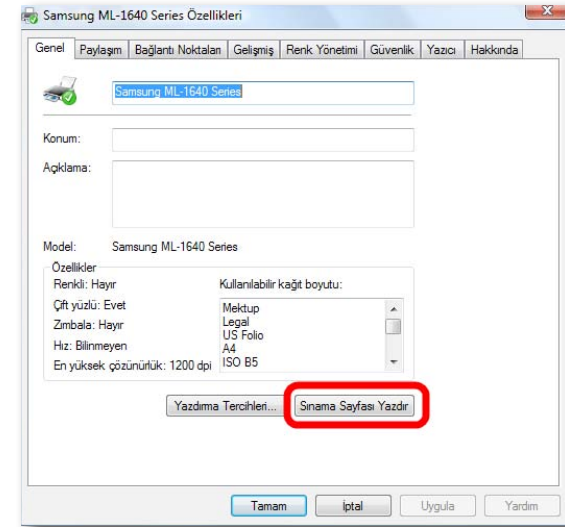 Samsung ML-1640 Series Özellikleri
Genel Paylaşım Bağlantı Noktaları Gelişmiş Renk Yönetimi Güvenlik Yazıcı Hakkında
Samsung ML-1640 Series
Konum:
Açıklama:
Model: Samsung ML-1640 Series
Özellikler
Renkli: Hayır Kullanılabilir kağıt boyutu:
Çift yüzlü: Evet
Zımbala: Hayır
Hız: Bilinmeyen
En yüksek çözünürlük: 1200 dpi
Mektup
Legal
US Folio
A4
ISO B5
Yazdırma Tercihleri... Sınama Sayfası Yazdır
Tamam İptal Uygula Yardım